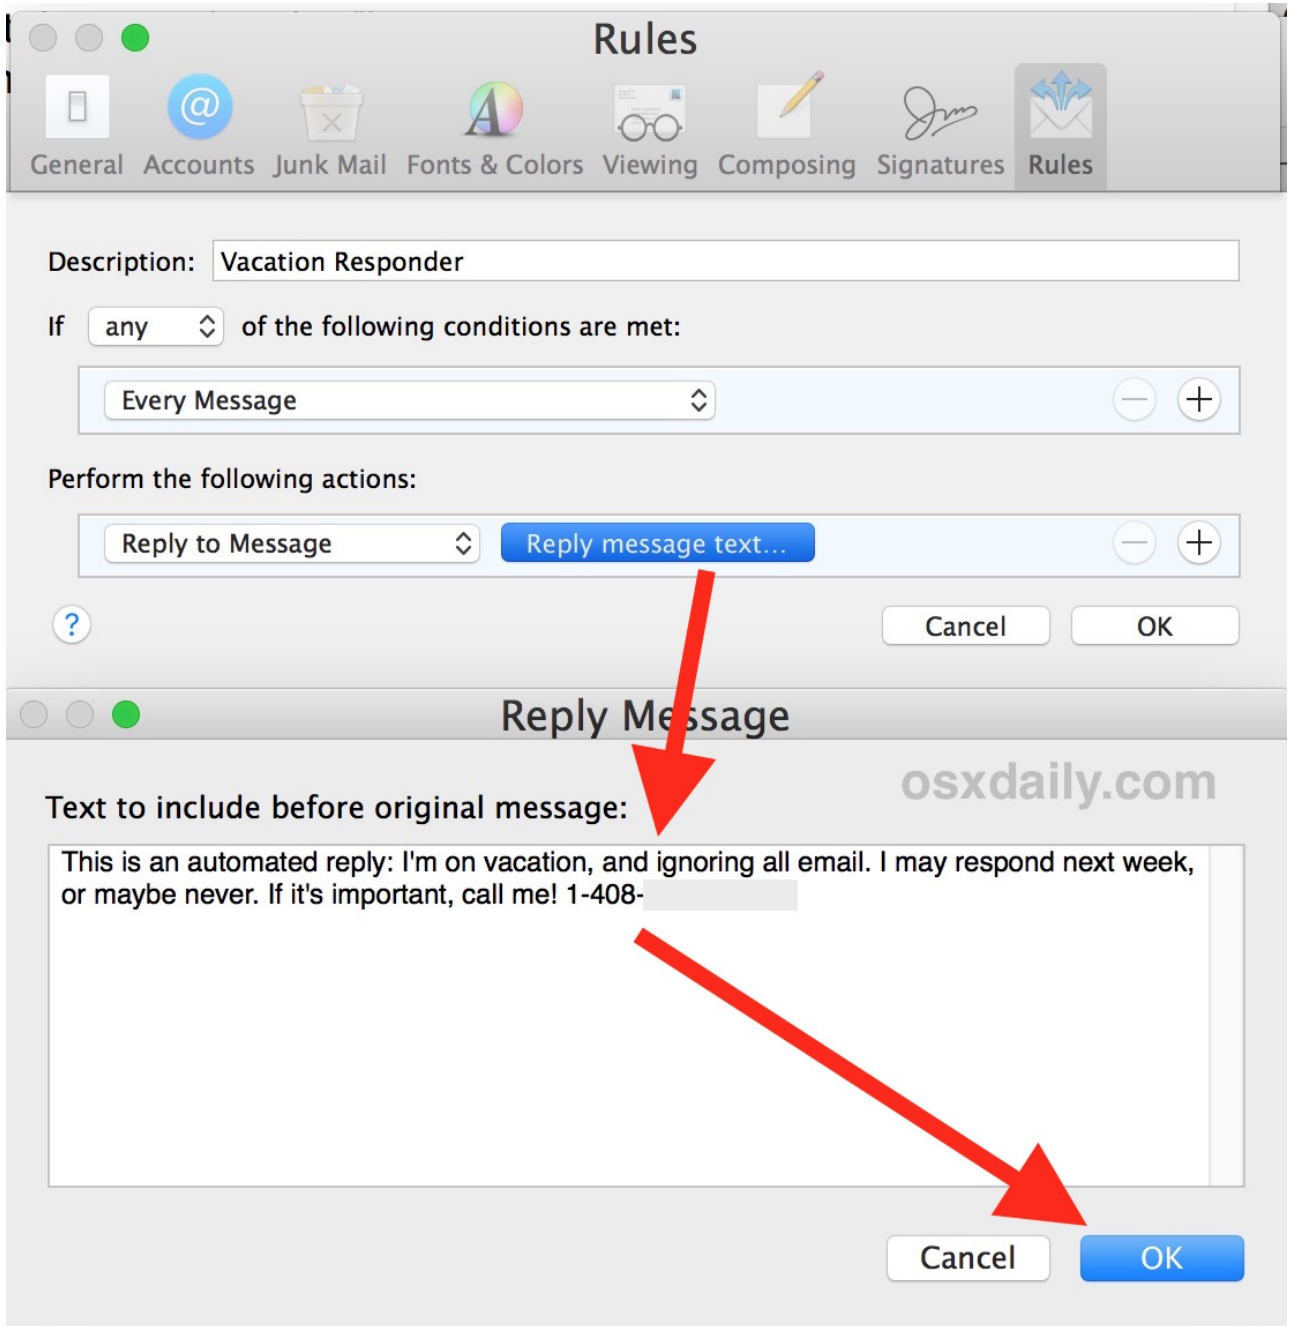 Rules
General Accounts Junk Mail Fonts & Colors Viewing Composing Signatures Rules
Description: Vacation Responder
If any of the following conditions are met:
Every Message
Perform the following actions:
Reply to Message Reply message text...
? Cancel OK
Reply Message
osxdaily.com
Text to include before original message:
This is an automated reply: I'm on vacation, and ignoring all email. I may respond next week,
or maybe never. If it's important, call me! 1-408-
Cancel OK